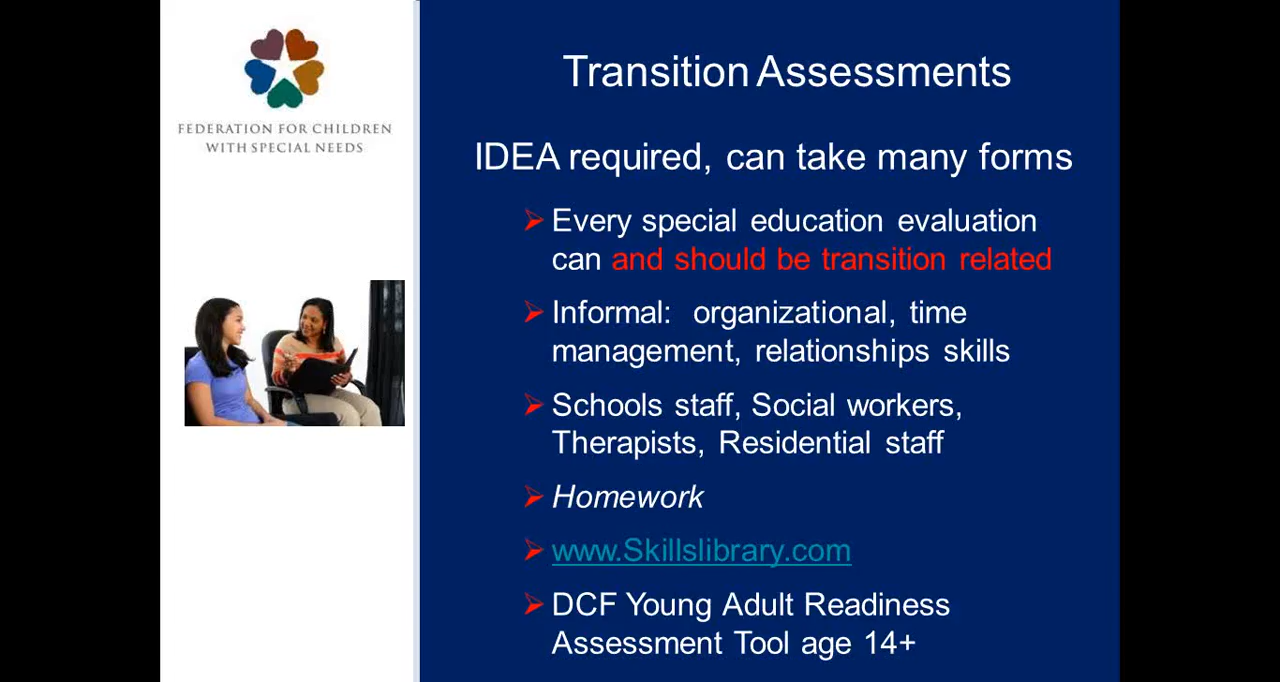 FEDERATION FOR CHILDREN
WITH SPECIAL NEEDS
Transition Assessments
IDEA required, can take many forms
Every special education evaluation
can and should be transition related
Informal: organizational, time
management, relationships skills
Schools staff, Social workers,
Therapists, Residential staff
Homework
www.Skillslibrary.com
DCF Young Adult Readiness
Assessment Tool age 14+